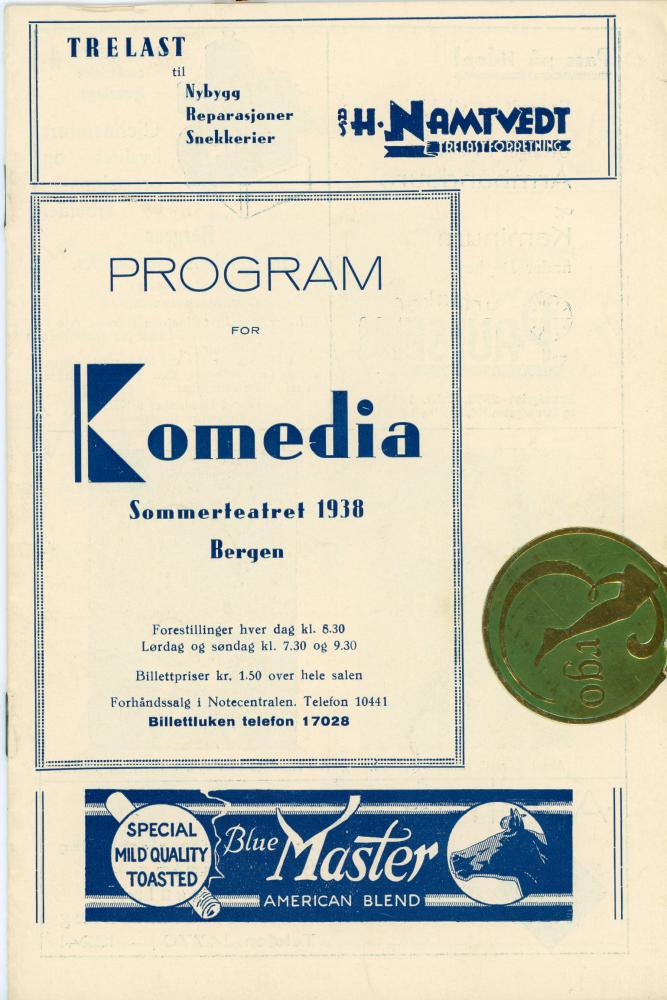 TRELAST
til
Nybygg
Reparasjoner
Snekkerier
A/S H. NAMTVEDT
TRELASTFORRETNING
PROGRAM
FOR
Komedia
Sommerteatret 1938
Bergen
Forestillinger hver dag kl. 8.30
Lørdag og søndag kl. 7.30 og 9.30
Billettpriser kr. 1.50 over hele salen
Forhåndssalg i Notecentralen. Telefon 10441
Billettluken telefon 17028
SPECIAL
MILD QUALITY
TOASTED
Blue Master
AMERICAN BLEND